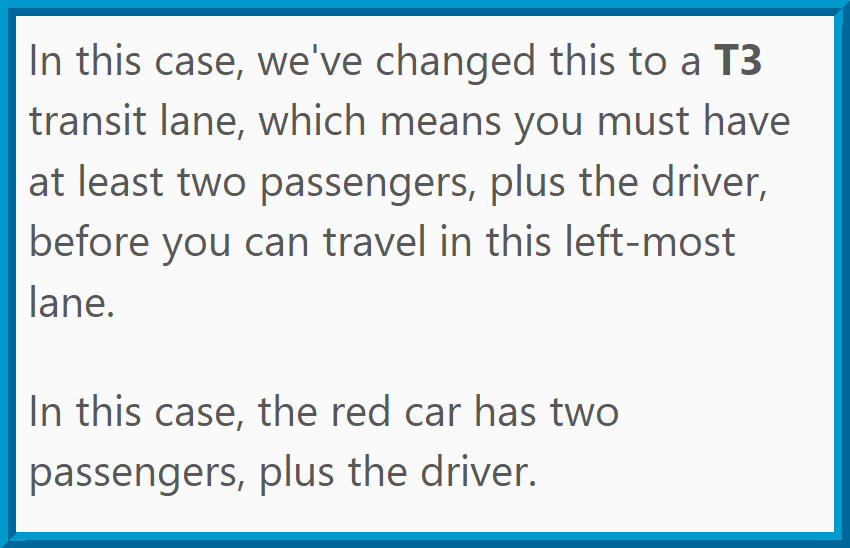 In this case, we've changed this to a T3
transit lane, which means you must have
at least two passengers, plus the driver,
before you can travel in this left-most
lane.
In this case, the red car has two
passengers, plus the driver.